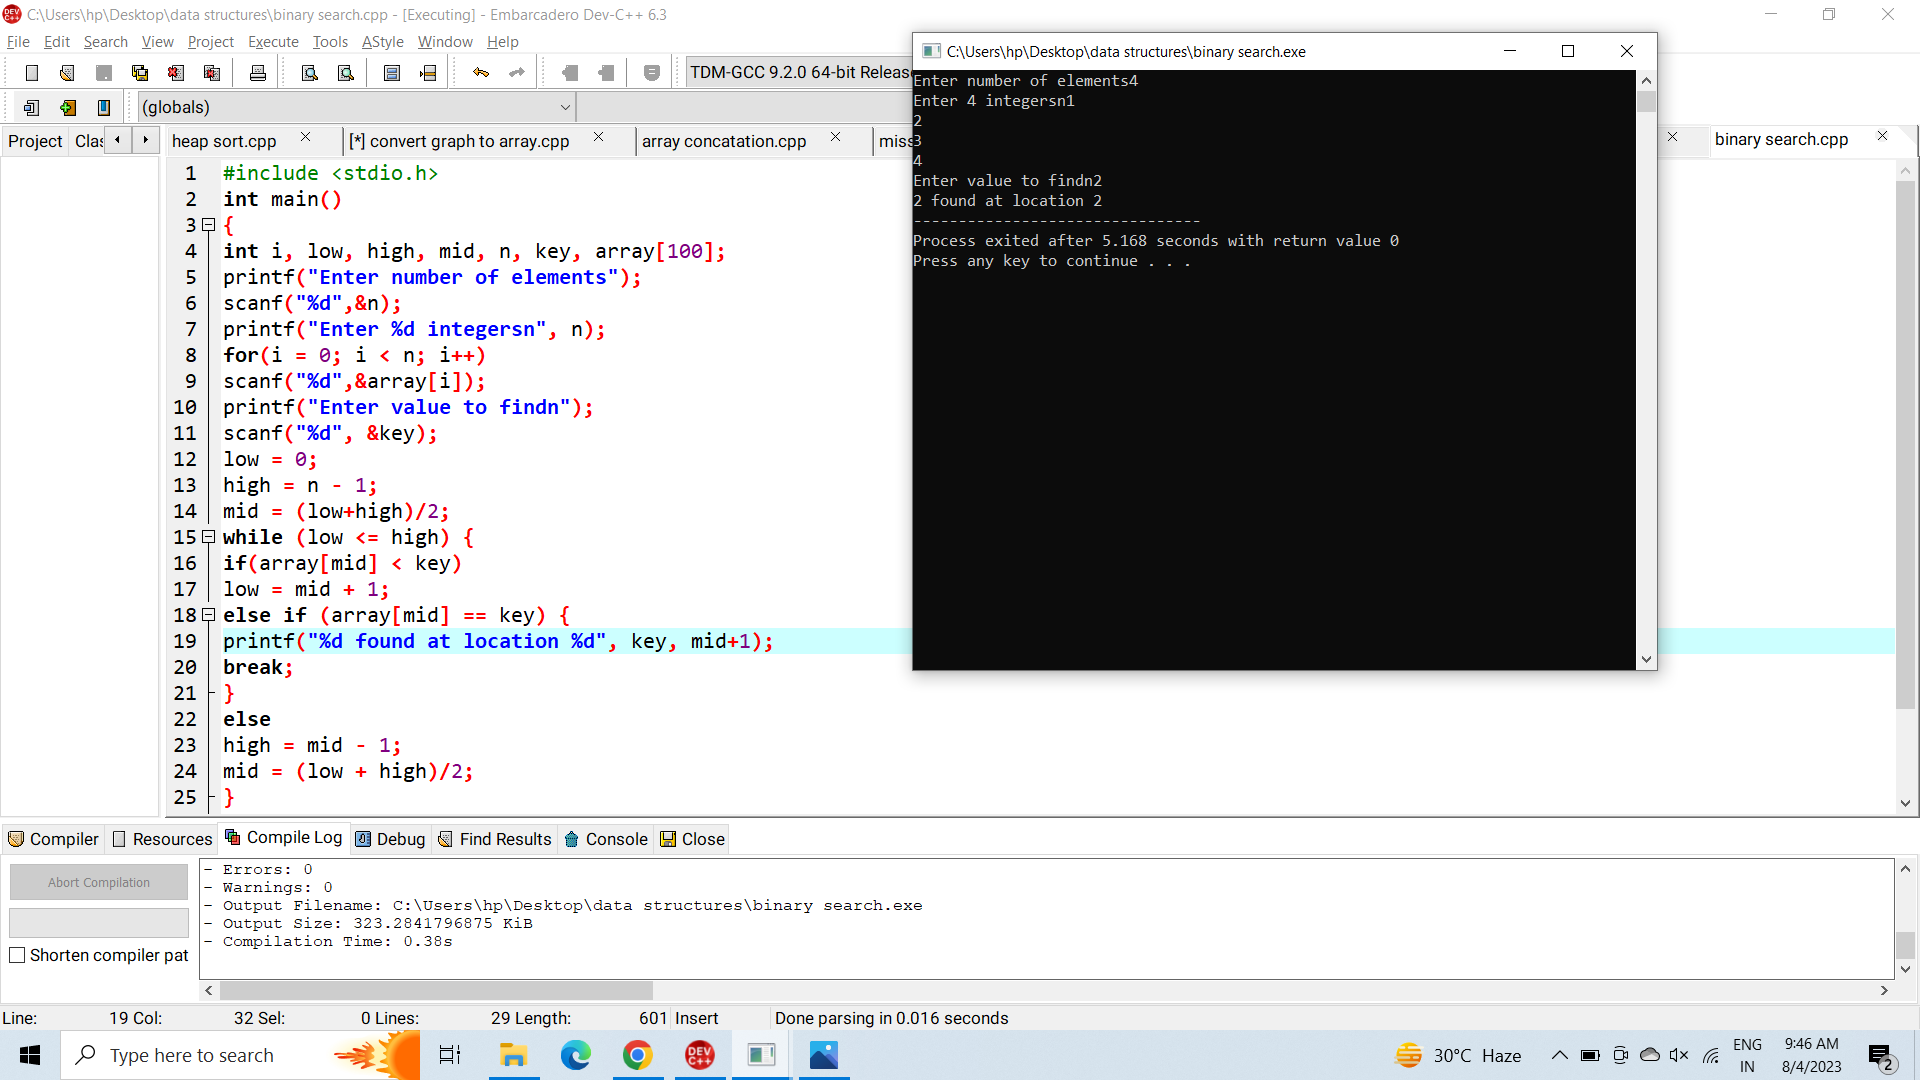 C:\Users\hp\Desktop\data structures\binary search.cpp - [Executing] - Embarcadero Dev-C++ 6.3
File Edit Search View Project Execute Tools AStyle Window Help
TDM-GCC 9.2.0 64-bit Releas
(globals)
Project Clas heap sort.cpp [*] convert graph to array.cpp array concatation.cpp miss binary search.cpp
1 #include <stdio.h>
2 int main()
3 {
4 int i, low, high, mid, n, key, array[100];
5 printf("Enter number of elements");
6 scanf("%d",&n);
7 printf("Enter %d integersn", n);
8 for(i = 0; i < n; i++)
9 scanf("%d",&array[i]);
10 printf("Enter value to findn");
11 scanf("%d", &key);
12 low = 0;
13 high = n - 1;
14 mid = (low+high)/2;
15 while (low <= high) {
16 if(array[mid] < key)
17 low = mid + 1;
18 else if (array[mid] == key) {
19 printf("%d found at location %d", key, mid+1);
20 break;
21 }
22 else
23 high = mid - 1;
24 mid = (low + high)/2;
25 }
C:\Users\hp\Desktop\data structures\binary search.exe
Enter number of elements4
Enter 4 integersn1
2
3
4
Enter value to findn2
2 found at location 2
--------------------------------
Process exited after 5.168 seconds with return value 0
Press any key to continue . . .
Compiler Resources Compile Log Debug Find Results Console Close
Abort Compilation
Shorten compiler pat
- Errors: 0
- Warnings: 0
- Output Filename: C:\Users\hp\Desktop\data structures\binary search.exe
- Output Size: 323.2841796875 KiB
- Compilation Time: 0.38s
Line: 19 Col: 32 Sel: 0 Lines: 29 Length: 601 Insert Done parsing in 0.016 seconds
Type here to search
DEV C++
30°C Haze
ENG
IN
9:46 AM
8/4/2023
2